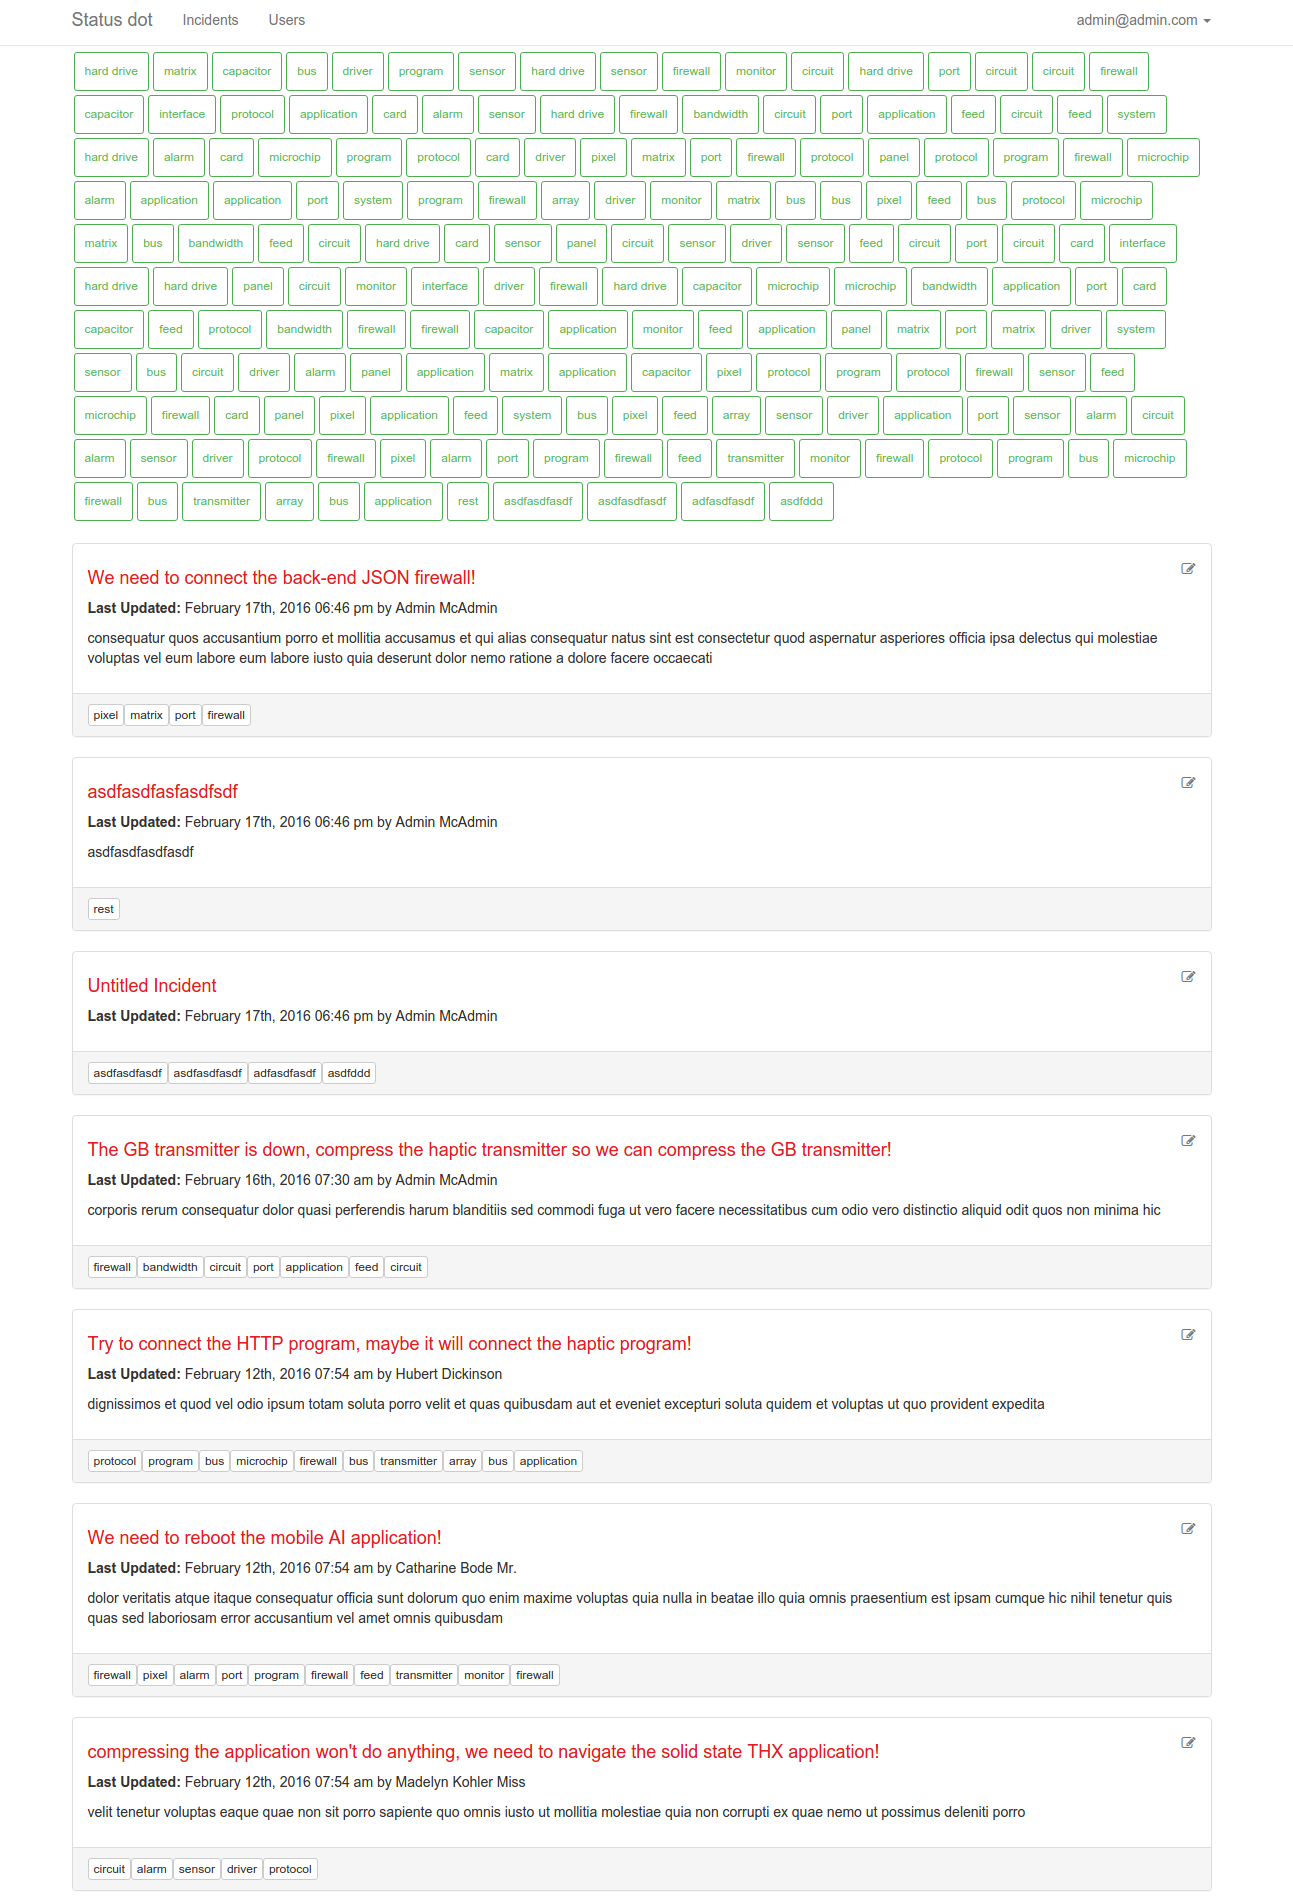 Status dot Incidents Users admin@admin.com
hard drive matrix capacitor bus driver program sensor hard drive sensor firewall monitor circuit hard drive port circuit circuit firewall
capacitor interface protocol application card alarm sensor hard drive firewall bandwidth circuit port application feed circuit feed system
hard drive alarm card microchip program protocol card driver pixel matrix port firewall protocol panel protocol program firewall microchip
alarm application application port system program firewall array driver monitor matrix bus bus pixel feed bus protocol microchip
matrix bus bandwidth feed circuit hard drive card sensor panel circuit sensor driver sensor feed circuit port circuit card interface
hard drive hard drive panel circuit monitor interface driver firewall hard drive capacitor microchip microchip bandwidth application port card
capacitor feed protocol bandwidth firewall firewall capacitor application monitor feed application panel matrix port matrix driver system
sensor bus circuit driver alarm panel application matrix application capacitor pixel protocol program protocol firewall sensor feed
microchip firewall card panel pixel application feed system bus pixel feed array sensor driver application port sensor alarm circuit
alarm sensor driver protocol firewall pixel alarm port program firewall feed transmitter monitor firewall protocol program bus microchip
firewall bus transmitter array bus application rest asdfasdfasdf asdfasdfasdf adfasdfasdf asdfddd
We need to connect the back-end JSON firewall!
Last Updated: February 17th, 2016 06:46 pm by Admin McAdmin
consequatur quos accusantium porro et mollitia accusamus et qui alias consequatur natus sint est consectetur quod aspernatur asperiores officia ipsa delectus qui molestiae
voluptas vel eum labore eum labore iusto quia deserunt dolor nemo ratione a dolore facere occaecati
pixel matrix port firewall
asdfasdfasfasdfsdf
Last Updated: February 17th, 2016 06:46 pm by Admin McAdmin
asdfasdfasdfasdf
rest
Untitled Incident
Last Updated: February 17th, 2016 06:46 pm by Admin McAdmin
asdfasdfasdf asdfasdfasdf adfasdfasdf asdfddd
The GB transmitter is down, compress the haptic transmitter so we can compress the GB transmitter!
Last Updated: February 16th, 2016 07:30 am by Admin McAdmin
corporis rerum consequatur dolor quasi perferendis harum blanditiis sed commodi fuga ut vero facere necessitatibus cum odio vero distinctio aliquid odit quos non minima hic
firewall bandwidth circuit port application feed circuit
Try to connect the HTTP program, maybe it will connect the haptic program!
Last Updated: February 12th, 2016 07:54 am by Hubert Dickinson
dignissimos et quod vel odio ipsum totam soluta porro velit et quas quibusdam aut et eveniet excepturi soluta quidem et voluptas ut quo provident expedita
protocol program bus microchip firewall bus transmitter array bus application
We need to reboot the mobile AI application!
Last Updated: February 12th, 2016 07:54 am by Catharine Bode Mr.
dolor veritatis atque itaque consequatur officia sunt dolorum quo enim maxime voluptas quia nulla in beatae illo quia omnis praesentium est ipsam cumque hic nihil tenetur quis
quas sed laboriosam error accusantium vel amet omnis quibusdam
firewall pixel alarm port program firewall feed transmitter monitor firewall
compressing the application won't do anything, we need to navigate the solid state THX application!
Last Updated: February 12th, 2016 07:54 am by Madelyn Kohler Miss
velit tenetur voluptas eaque quae non sit porro sapiente quo omnis iusto ut mollitia molestiae quia non corrupti ex quae nemo ut possimus deleniti porro
circuit alarm sensor driver protocol